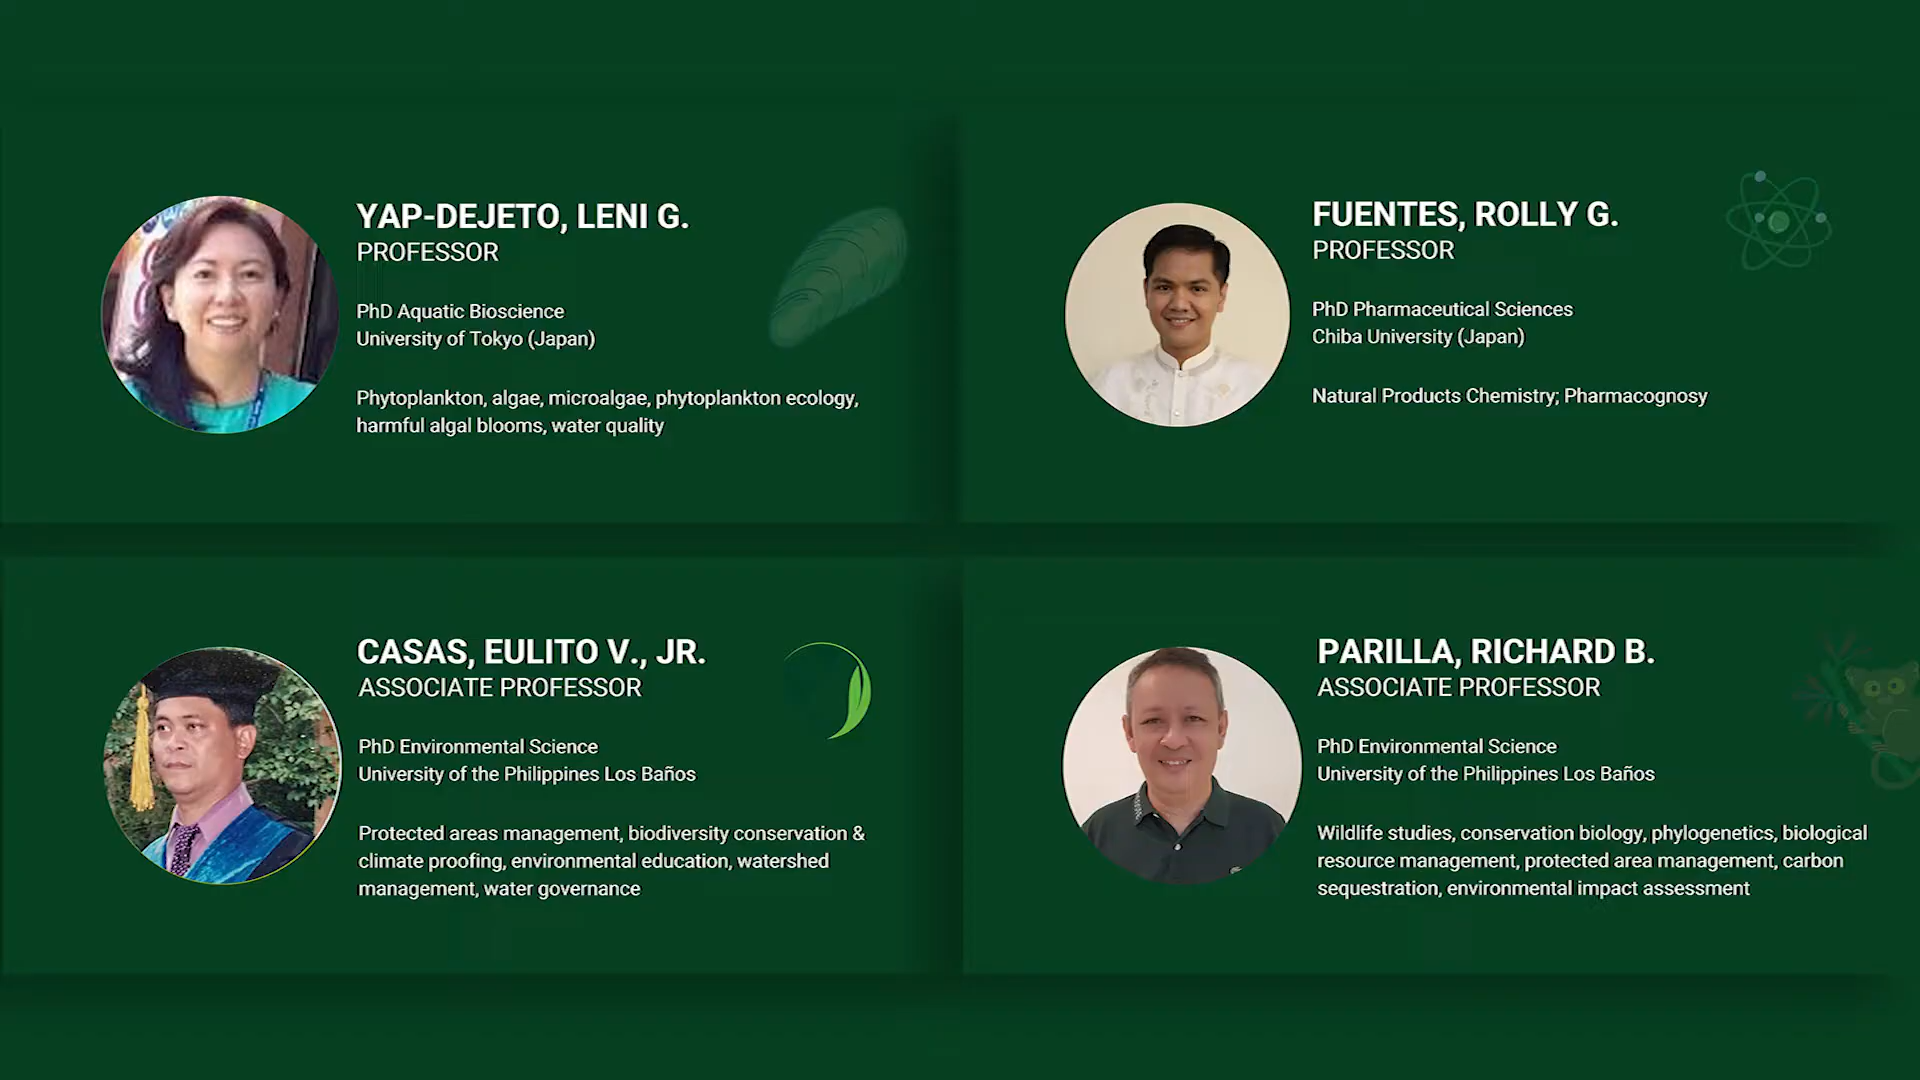 YAP-DEJETO, LENI G.
PROFESSOR
PhD Aquatic Bioscience
University of Tokyo (Japan)
Phytoplankton, algae, microalgae, phytoplankton ecology,
harmful algal blooms, water quality
FUENTES, ROLLY G.
PROFESSOR
PhD Pharmaceutical Sciences
Chiba University (Japan)
Natural Products Chemistry; Pharmacognosy
CASAS, EULITO V., JR.
ASSOCIATE PROFESSOR
PhD Environmental Science
University of the Philippines Los Baños
Protected areas management, biodiversity conservation &
climate proofing, environmental education, watershed
management, water governance
PARILLA, RICHARD B.
ASSOCIATE PROFESSOR
PhD Environmental Science
University of the Philippines Los Baños
Wildlife studies, conservation biology, phylogenetics, biological
resource management, protected area management, carbon
sequestration, environmental impact assessment